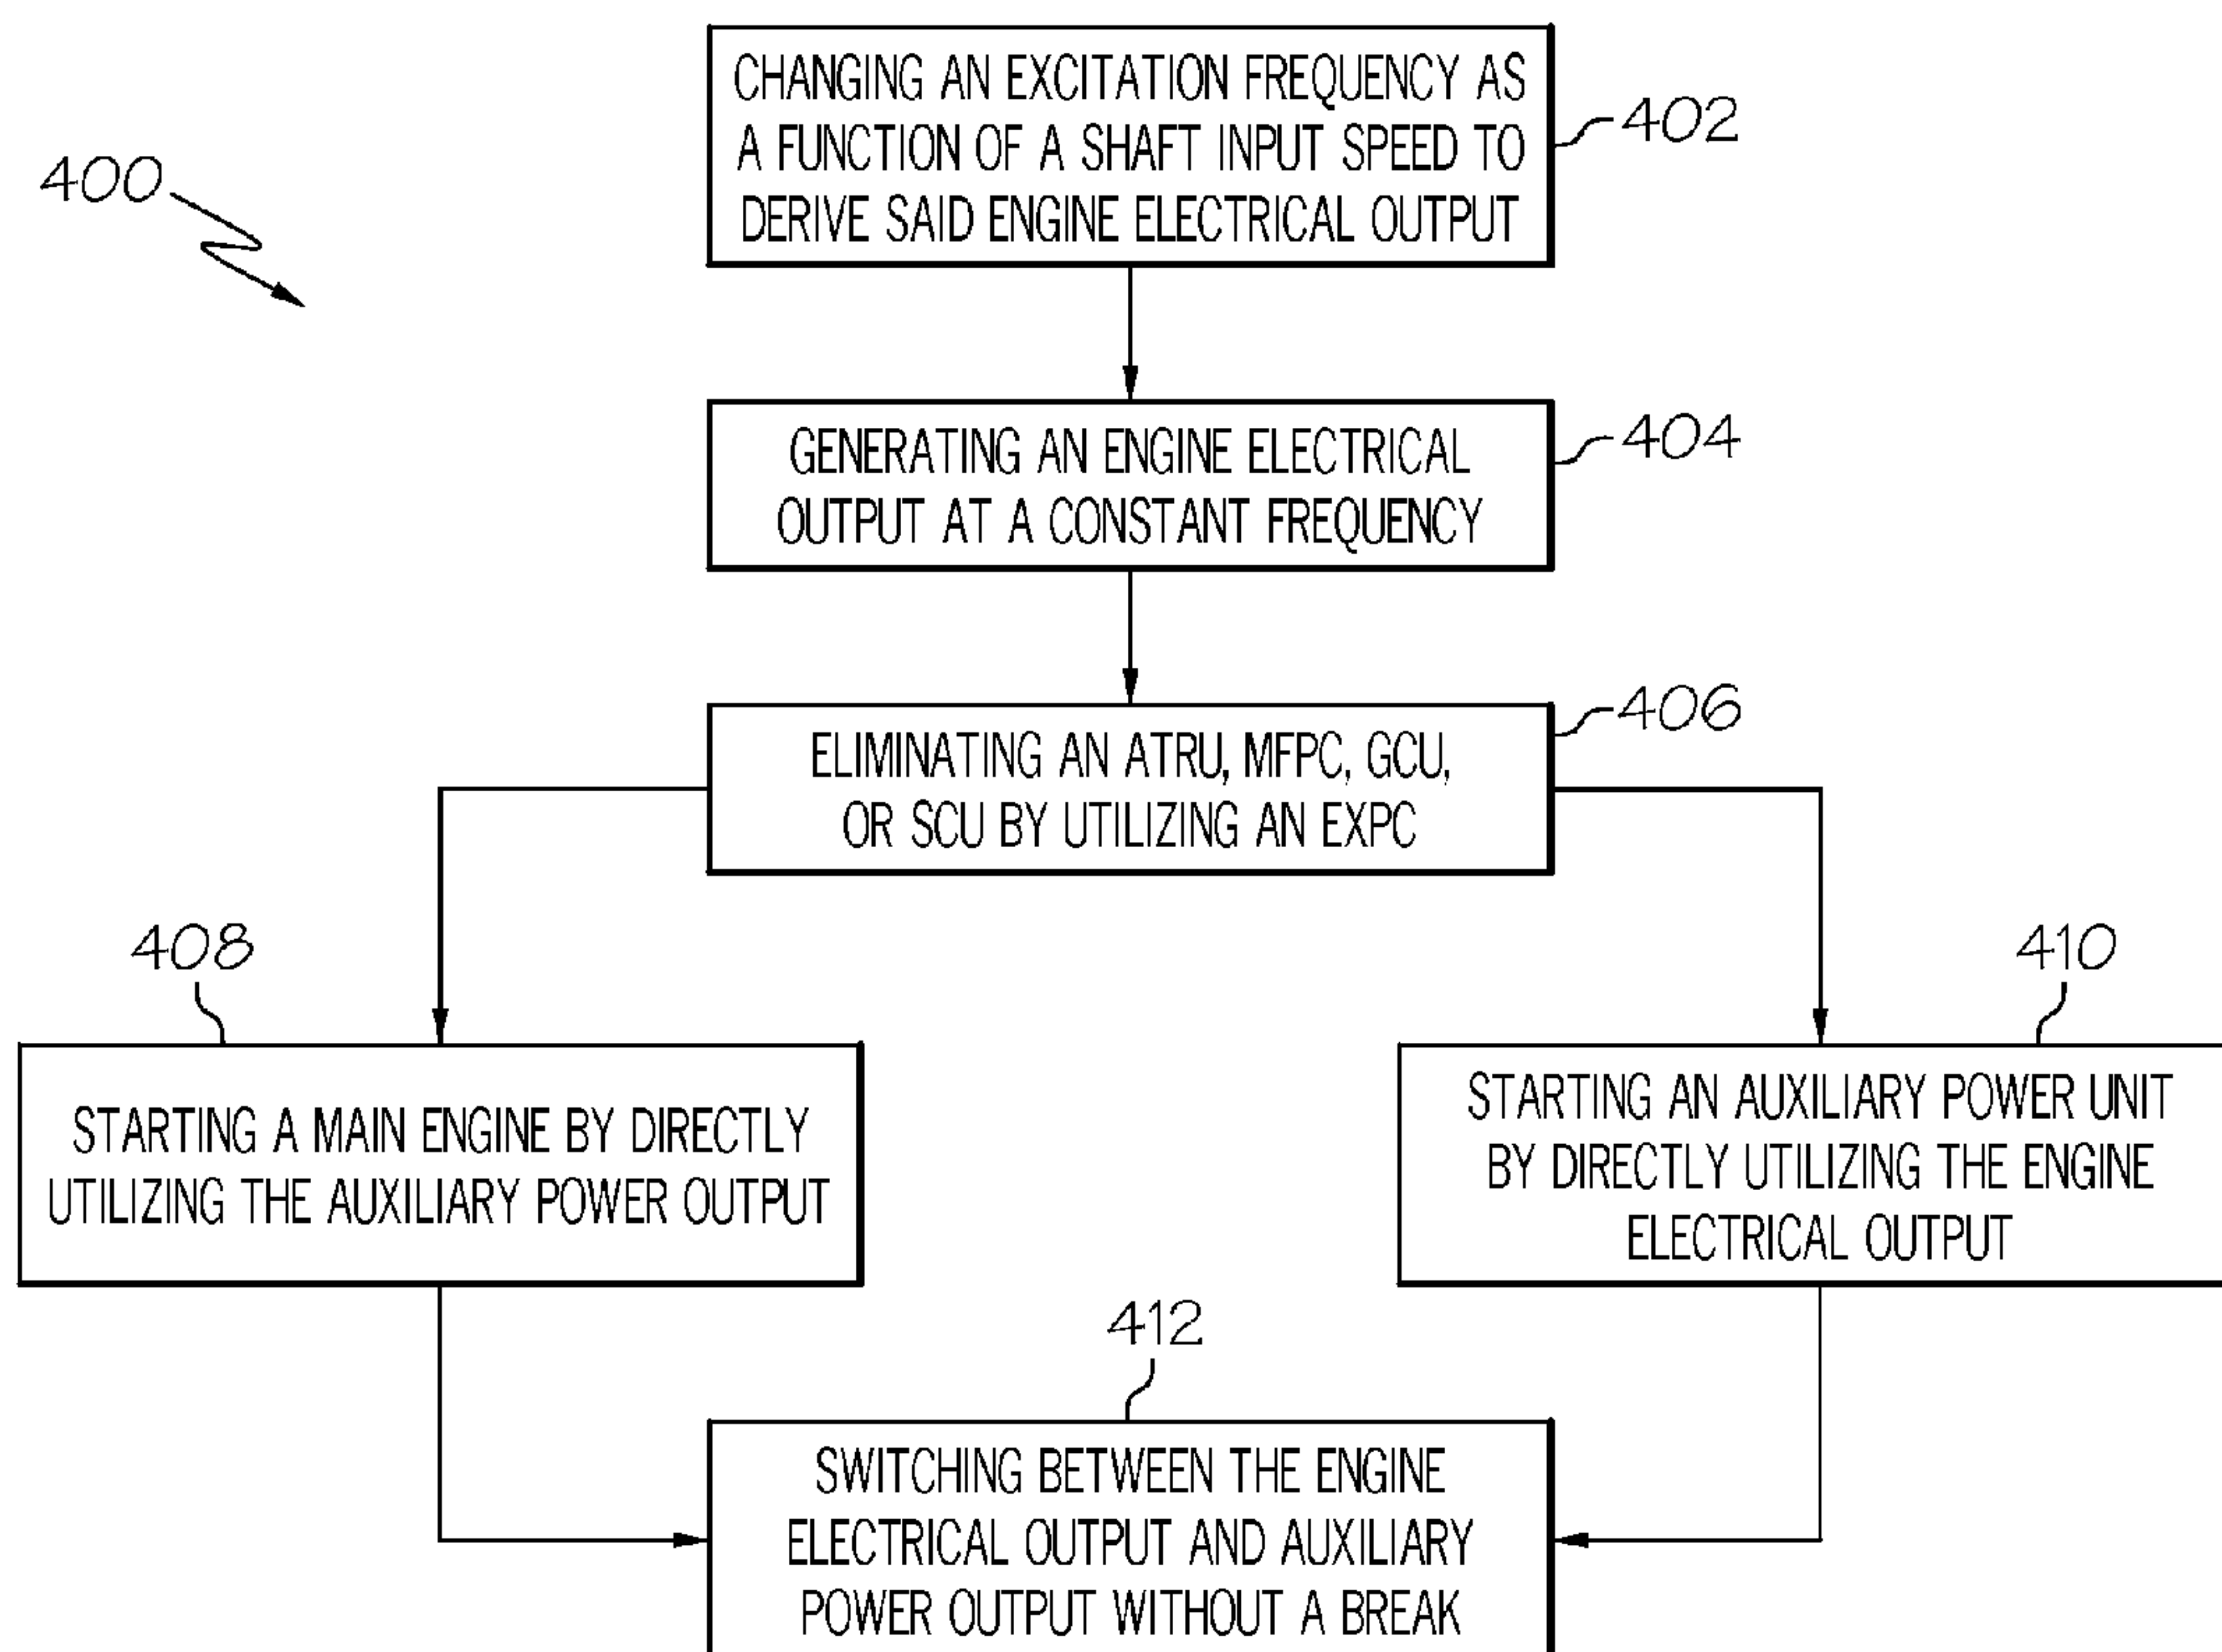 400
CHANGING AN EXCITATION FREQUENCY AS
A FUNCTION OF A SHAFT INPUT SPEED TO
DERIVE SAID ENGINE ELECTRICAL OUTPUT
402
GENERATING AN ENGINE ELECTRICAL
OUTPUT AT A CONSTANT FREQUENCY
404
ELIMINATING AN ATRU, MFPC, GCU,
OR SCU BY UTILIZING AN EXPC
406
408
STARTING A MAIN ENGINE BY DIRECTLY
UTILIZING THE AUXILIARY POWER OUTPUT
410
STARTING AN AUXILIARY POWER UNIT
BY DIRECTLY UTILIZING THE ENGINE
ELECTRICAL OUTPUT
412
SWITCHING BETWEEN THE ENGINE
ELECTRICAL OUTPUT AND AUXILIARY
POWER OUTPUT WITHOUT A BREAK